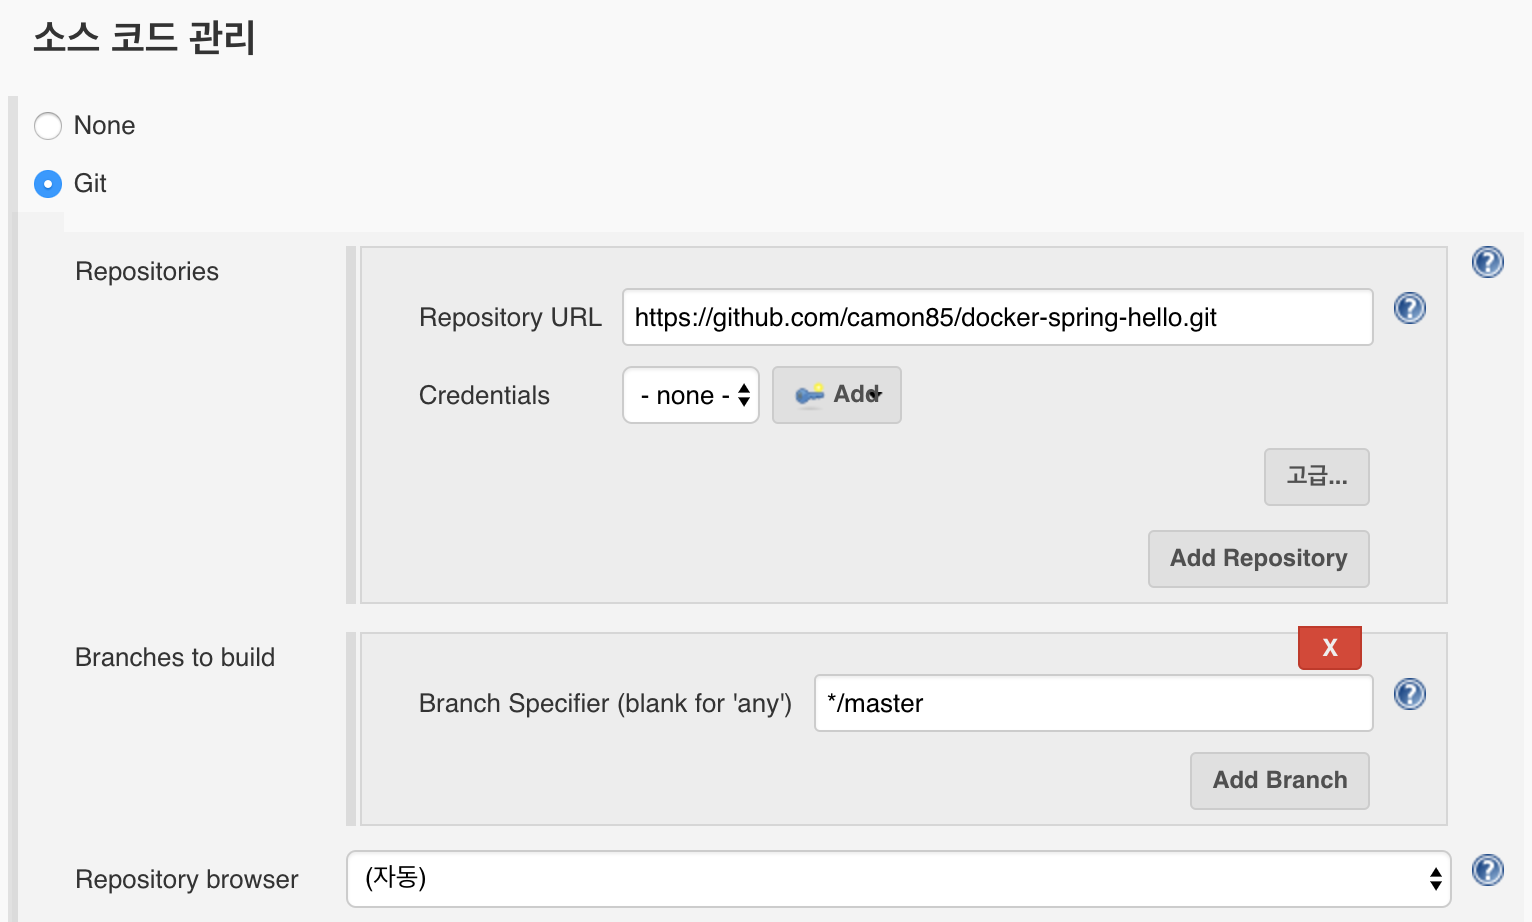 소스 코드 관리
None
Git
Repositories
Repository URL https://github.com/camon85/docker-spring-hello.git
Credentials - none - Add
고급...
Add Repository
Branches to build
X
Branch Specifier (blank for 'any') */master
Add Branch
Repository browser (자동)